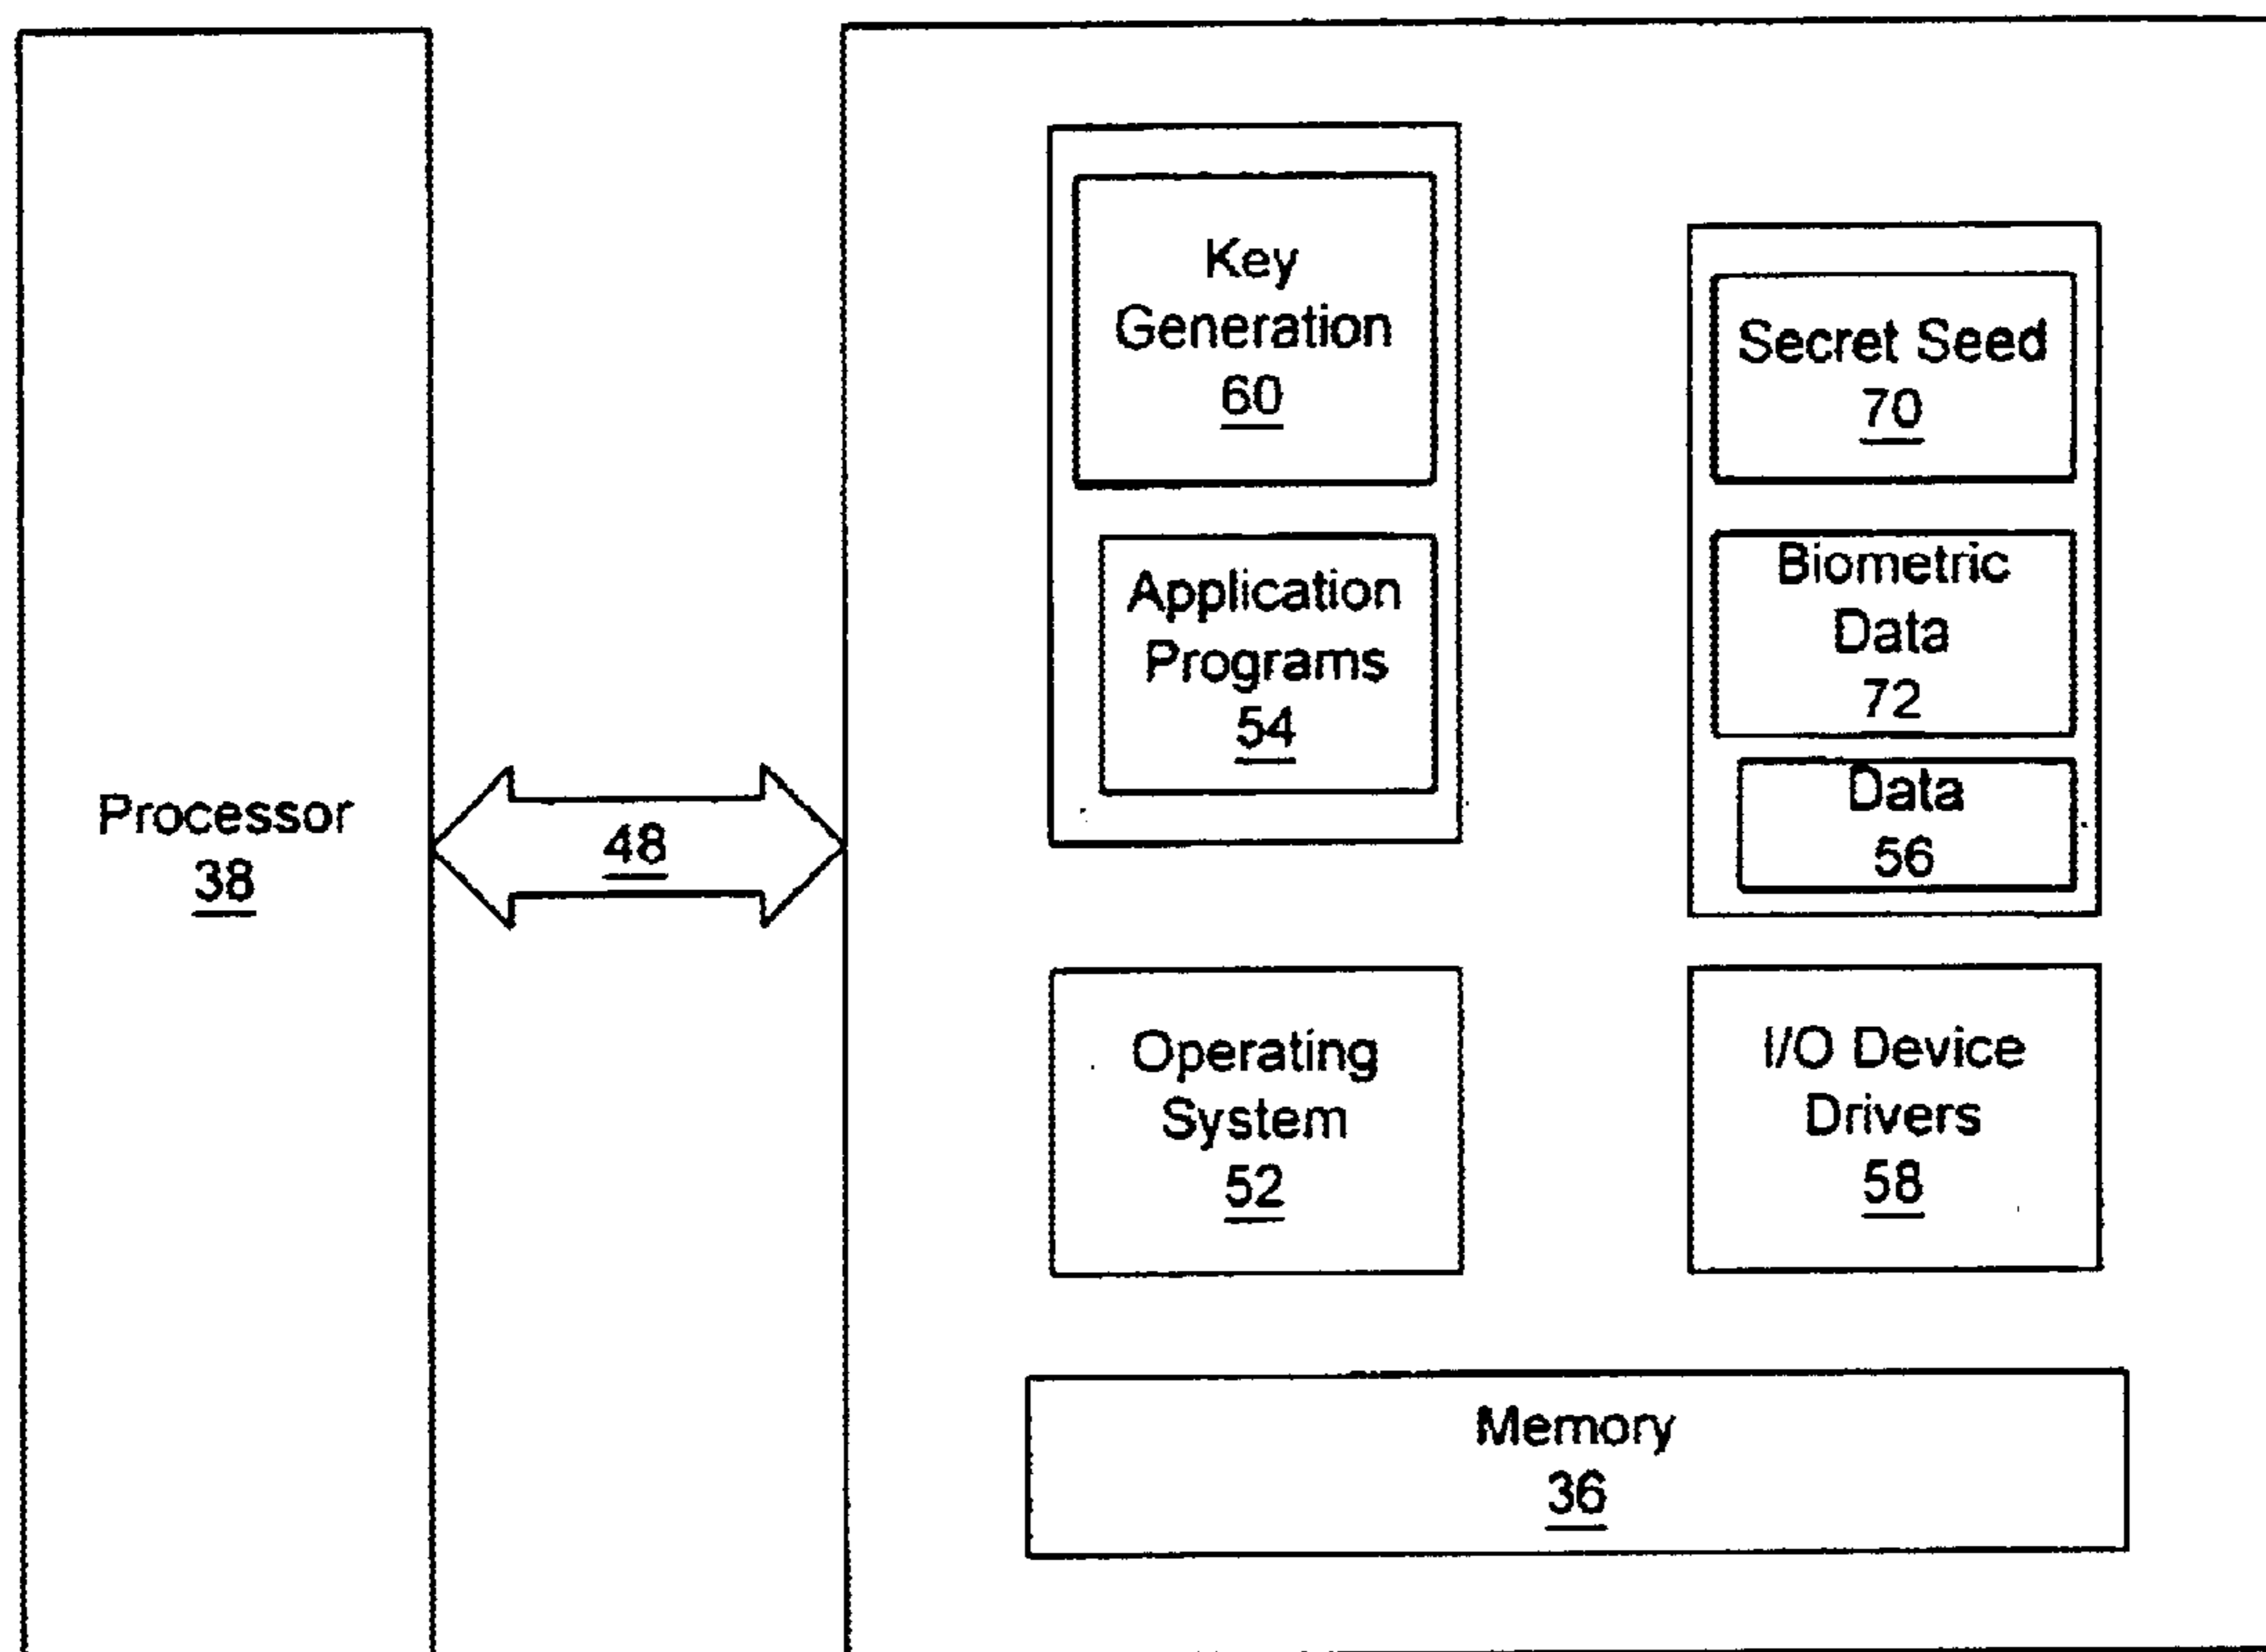 Processor
38
48
Key
Generation
60
Application
Programs
54
Secret Seed
70
Biometric
Data
72
Data
56
Operating
System
52
I/O Device
Drivers
58
Memory
36